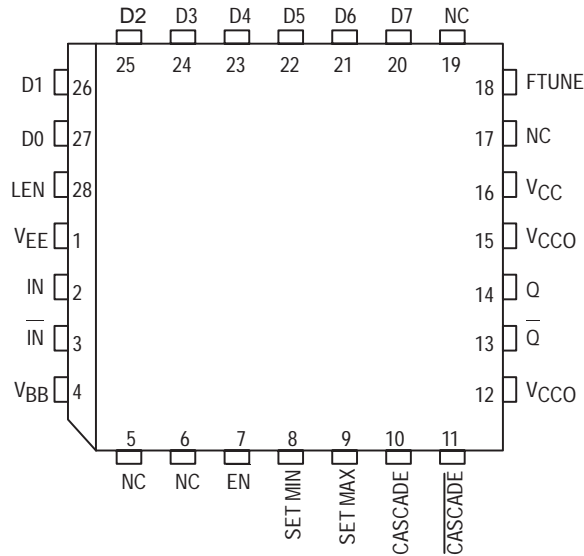 D2 D3 D4 D5 D6 D7 NC
25 24 23 22 21 20 19
D1 26 18 FTUNE
D0 27 17 NC
LEN 28 16 VCC
VEE 1 15 VCCO
IN 2 14 Q
I̅N̅ 3 13 Q̅
VBB 4 12 VCCO
5 6 7 8 9 10 11
NC NC EN SET MIN SET MAX CASCADE C̅A̅S̅C̅A̅D̅E̅